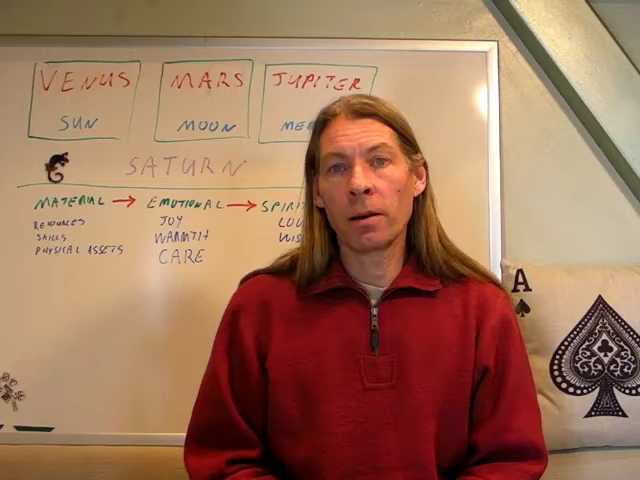 VENUS MARS JUPITER
SUN MOON
SATURN
MATERIAL → EMOTIONAL →
RESOURCES JOY
SKILLS WARMTH
PHYSICAL ASSETS CARE
A